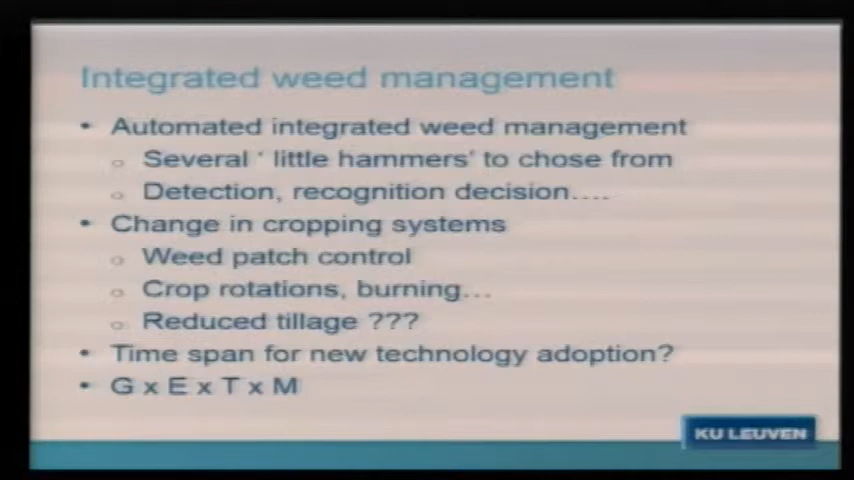 Integrated weed management
• Automated integrated weed management
o Several ' little hammers' to chose from
o Detection, recognition decision....
• Change in cropping systems
o Weed patch control
o Crop rotations, burning...
o Reduced tillage ???
• Time span for new technology adoption?
• G x E x T x M
KU LEUVEN